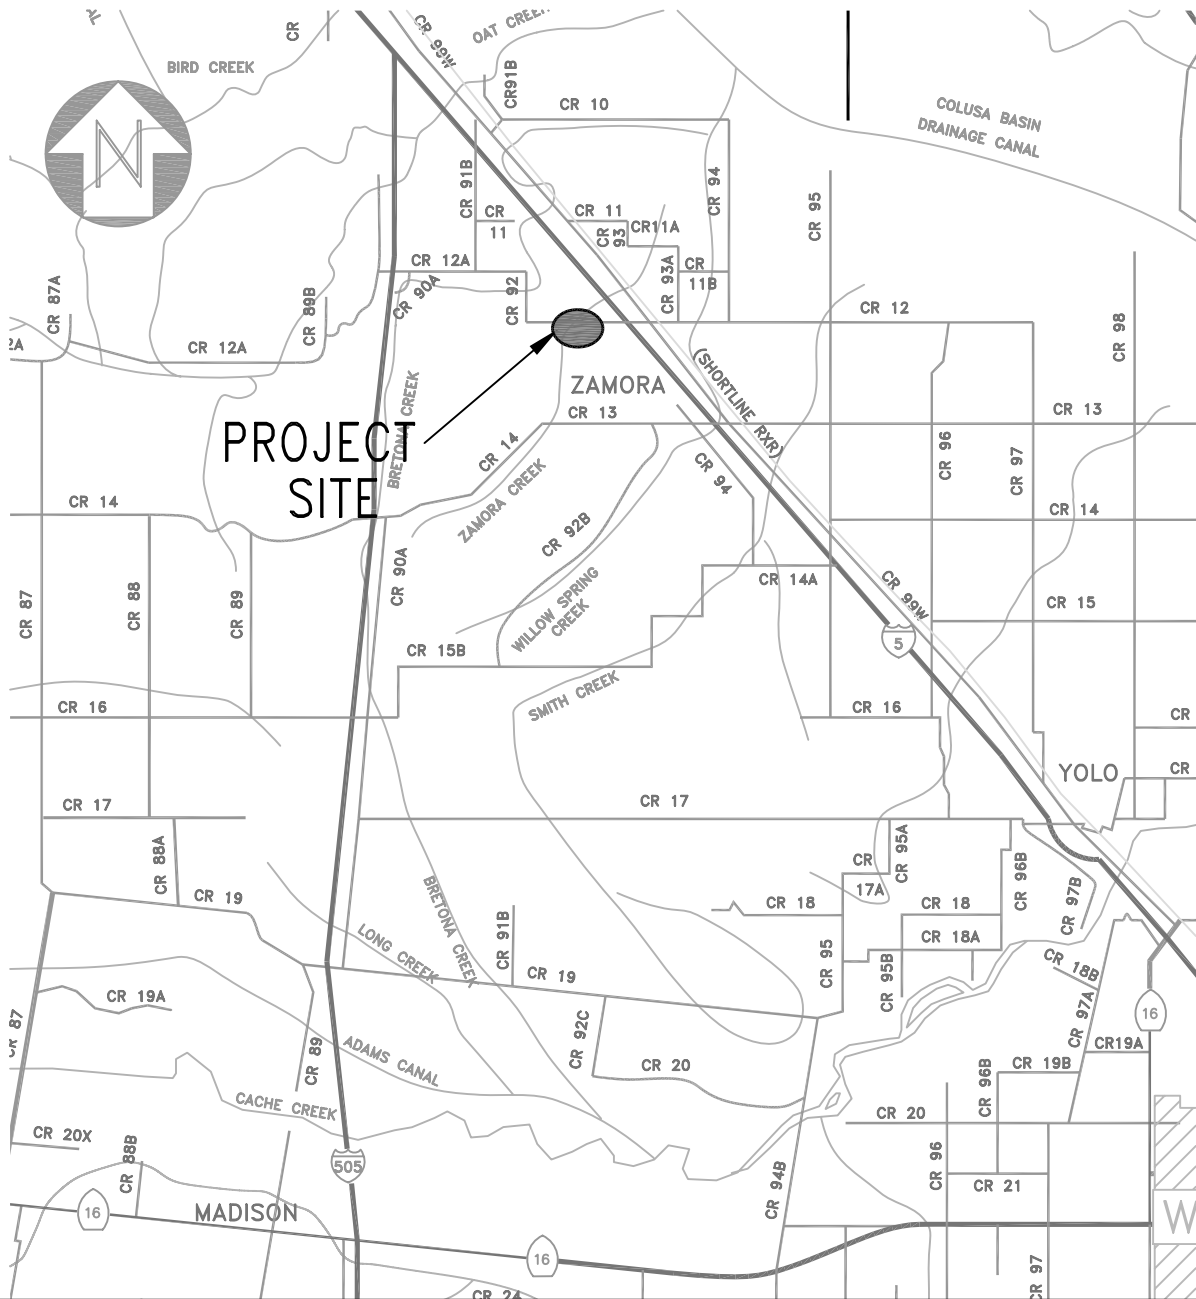 CR
CR 99W
OAT CREEK
BIRD CREEK
CR91B
CR 10
COLUSA BASIN
DRAINAGE CANAL
N
CR 91B
CR 94
CR 95
CR
11
CR 11
CR
93
CR11A
CR 12A
CR 90A
CR 92
CR 93A
CR
11B
CR 87A
CR 89B
CR 12
CR 98
2A
CR 12A
ZAMORA
(SHORTLINE RXR)
BRETONA CREEK
CR 13
CR 13
PROJECT
SITE
CR 14
CR 94
CR 96
CR 97
ZAMORA CREEK
CR 14
CR 14
CR 92B
CR 90A
CR 14A
CR 99W
CR 87
CR 88
CR 89
WILLOW SPRING
CREEK
CR 15
5
CR 15B
SMITH CREEK
CR 16
CR 16
CR
YOLO
CR
CR 17
CR 17
CR 88A
CR 95A
CR
17A
CR 96B
CR 97B
CR 19
BRETONA CREEK
CR 18
CR 18
CR 91B
LONG CREEK
CR 18A
CR 95
CR 95B
CR 19
CR 18B
CR 19A
CR 97A
16
CR 87
CR 92C
CR 89
ADAMS CANAL
CR19A
CR 20
CR 19B
CR 96B
CACHE CREEK
CR 20
CR 20X
CR 88B
505
CR 94B
CR 96
CR 21
16
MADISON
W
16
CR 97
CR 24